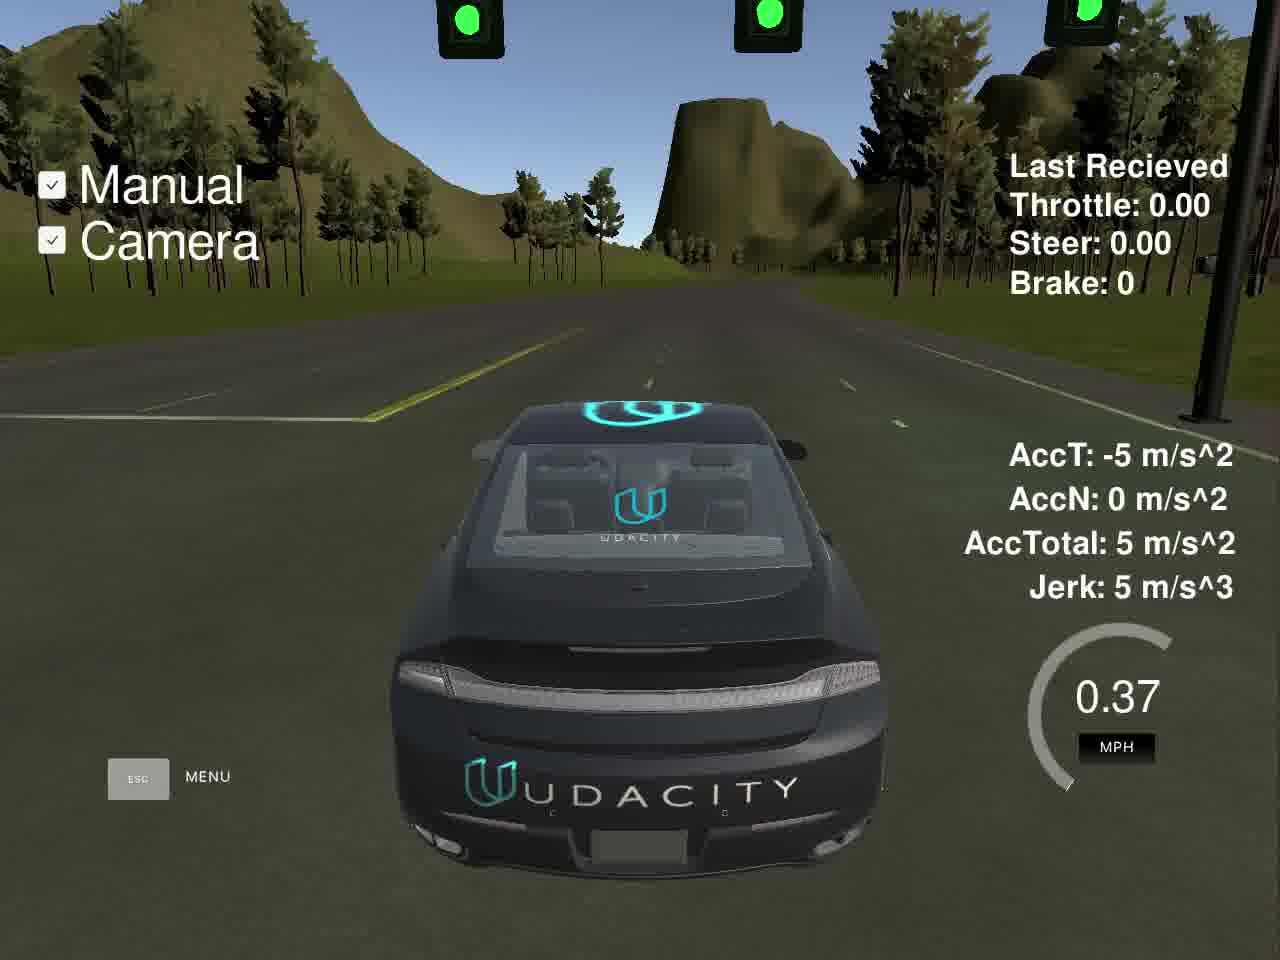 Manual
Camera
Last Recieved
Throttle: 0.00
Steer: 0.00
Brake: 0
AccT: -5 m/s^2
AccN: 0 m/s^2
AccTotal: 5 m/s^2
Jerk: 5 m/s^3
0.37
MPH
UDACITY
ESC MENU
UDACITY